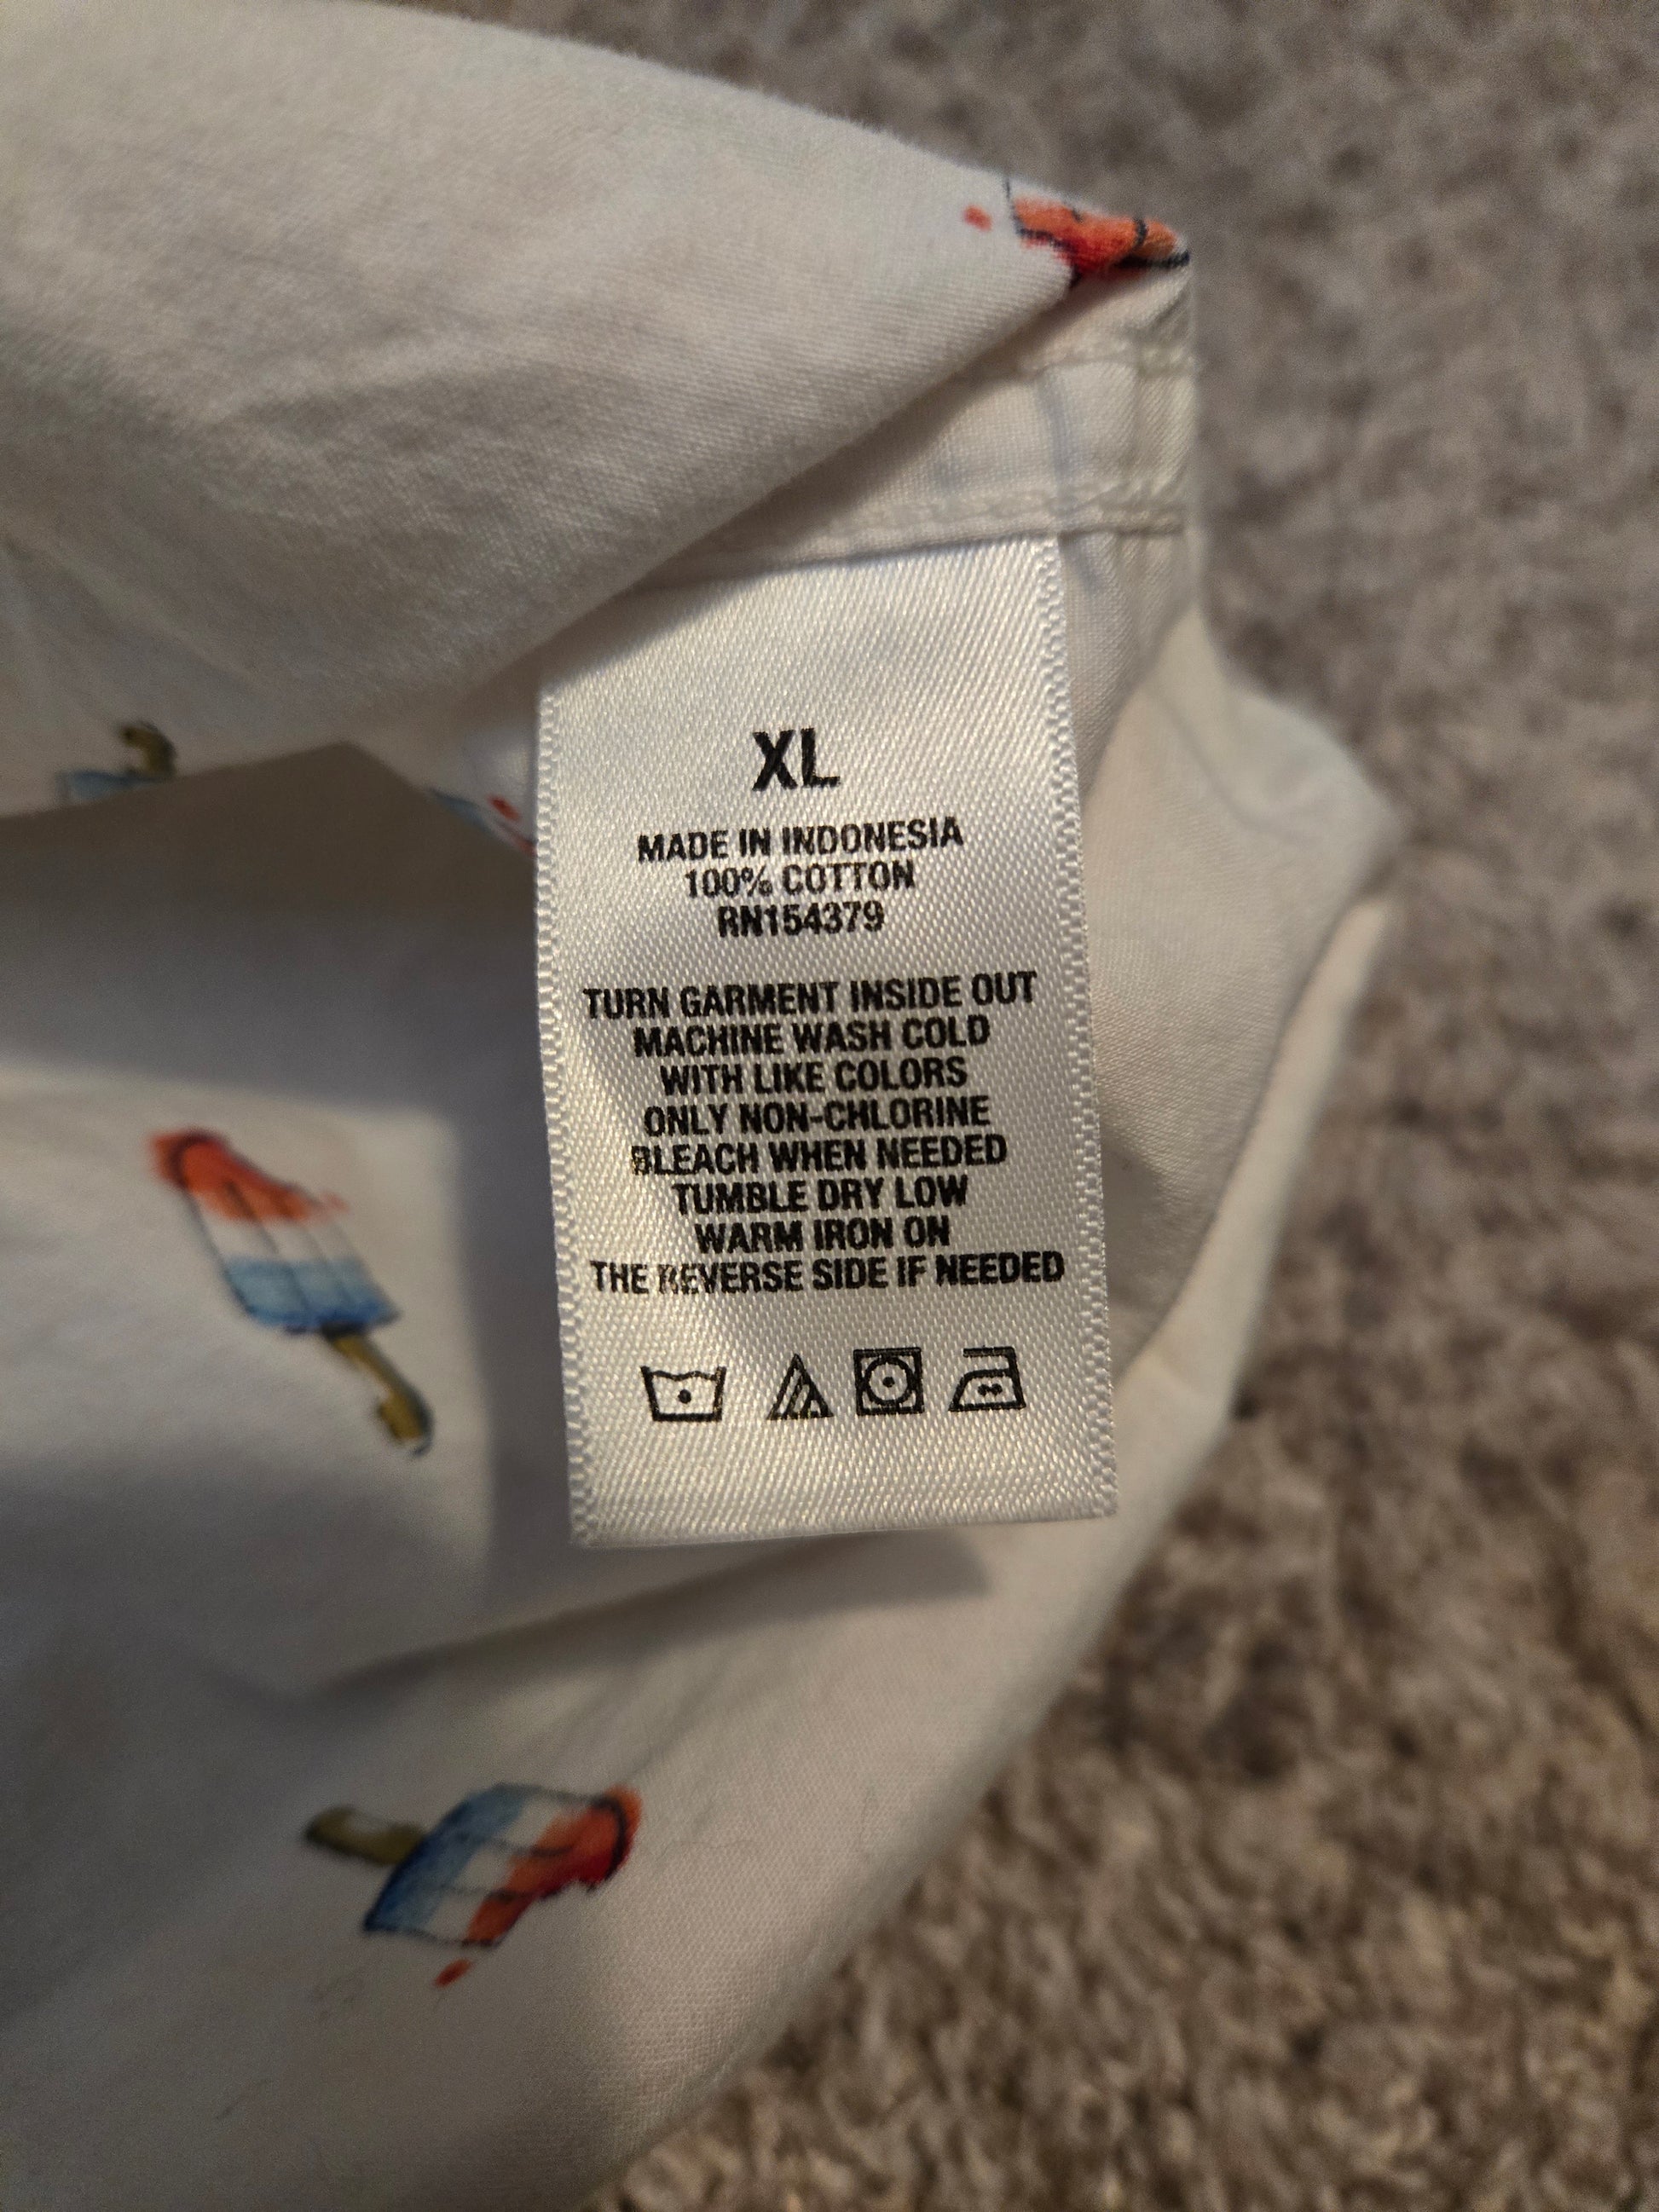 XL
MADE IN INDONESIA
100% COTTON
RN154379
TURN GARMENT INSIDE OUT
MACHINE WASH COLD
WITH LIKE COLORS
ONLY NON-CHLORINE
BLEACH WHEN NEEDED
TUMBLE DRY LOW
WARM IRON ON
THE REVERSE SIDE IF NEEDED